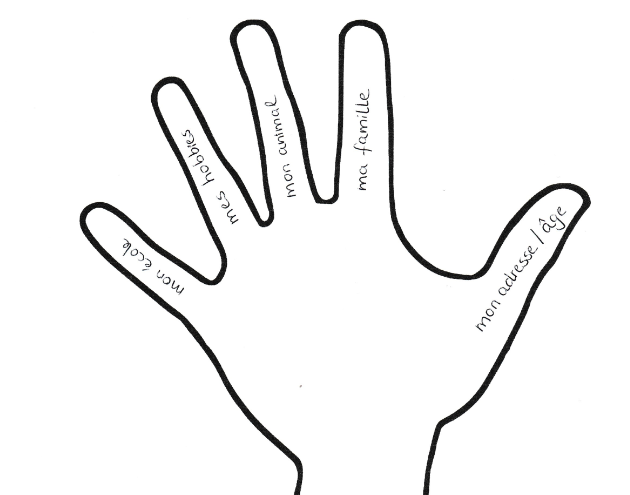 mon école
mes hobbies
mon animal
ma famille
mon adresse/âge